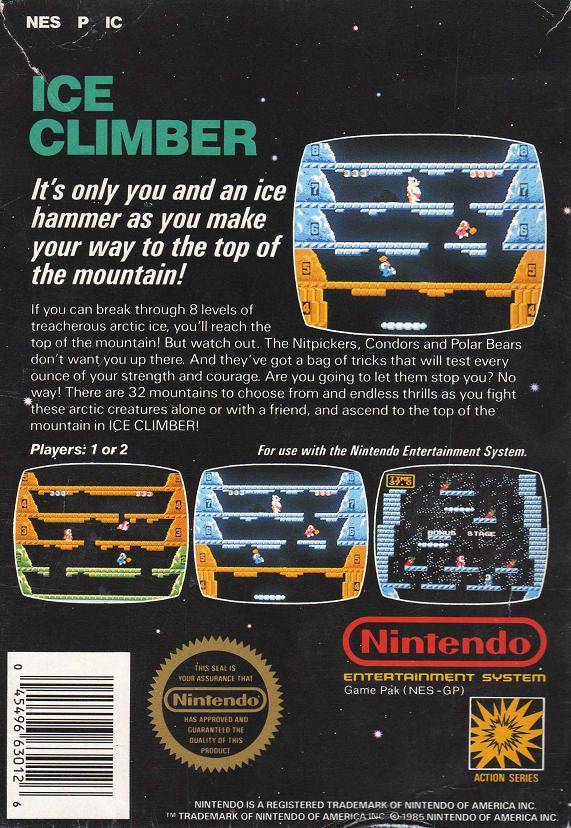 NES P IC
ICE
CLIMBER
It's only you and an ice
hammer as you make
your way to the top of
the mountain!
If you can break through 8 levels of
treacherous arctic ice, you'll reach the
top of the mountain! But watch out. The Nitpickers, Condors and Polar Bears
don't want you up there. And they've got a bag of tricks that will test every
ounce of your strength and courage. Are you going to let them stop you? No
way! There are 32 mountains to choose from and endless thrills as you fight
these arctic creatures alone or with a friend, and ascend to the top of the
mountain in ICE CLIMBER!
Players: 1 or 2
For use with the Nintendo Entertainment System.
BONUS STAGE
Nintendo
ENTERTAINMENT SYSTEM
Game Pak (NES-GP)
THIS SEAL IS
YOUR ASSURANCE THAT
Nintendo
HAS APPROVED AND
GUARANTEED THE
QUALITY OF THIS
PRODUCT
ACTION SERIES
0 45496 63012 6
NINTENDO IS A REGISTERED TRADEMARK OF NINTENDO OF AMERICA INC.
TM TRADEMARK OF NINTENDO OF AMERICA INC. © 1985 NINTENDO OF AMERICA INC.